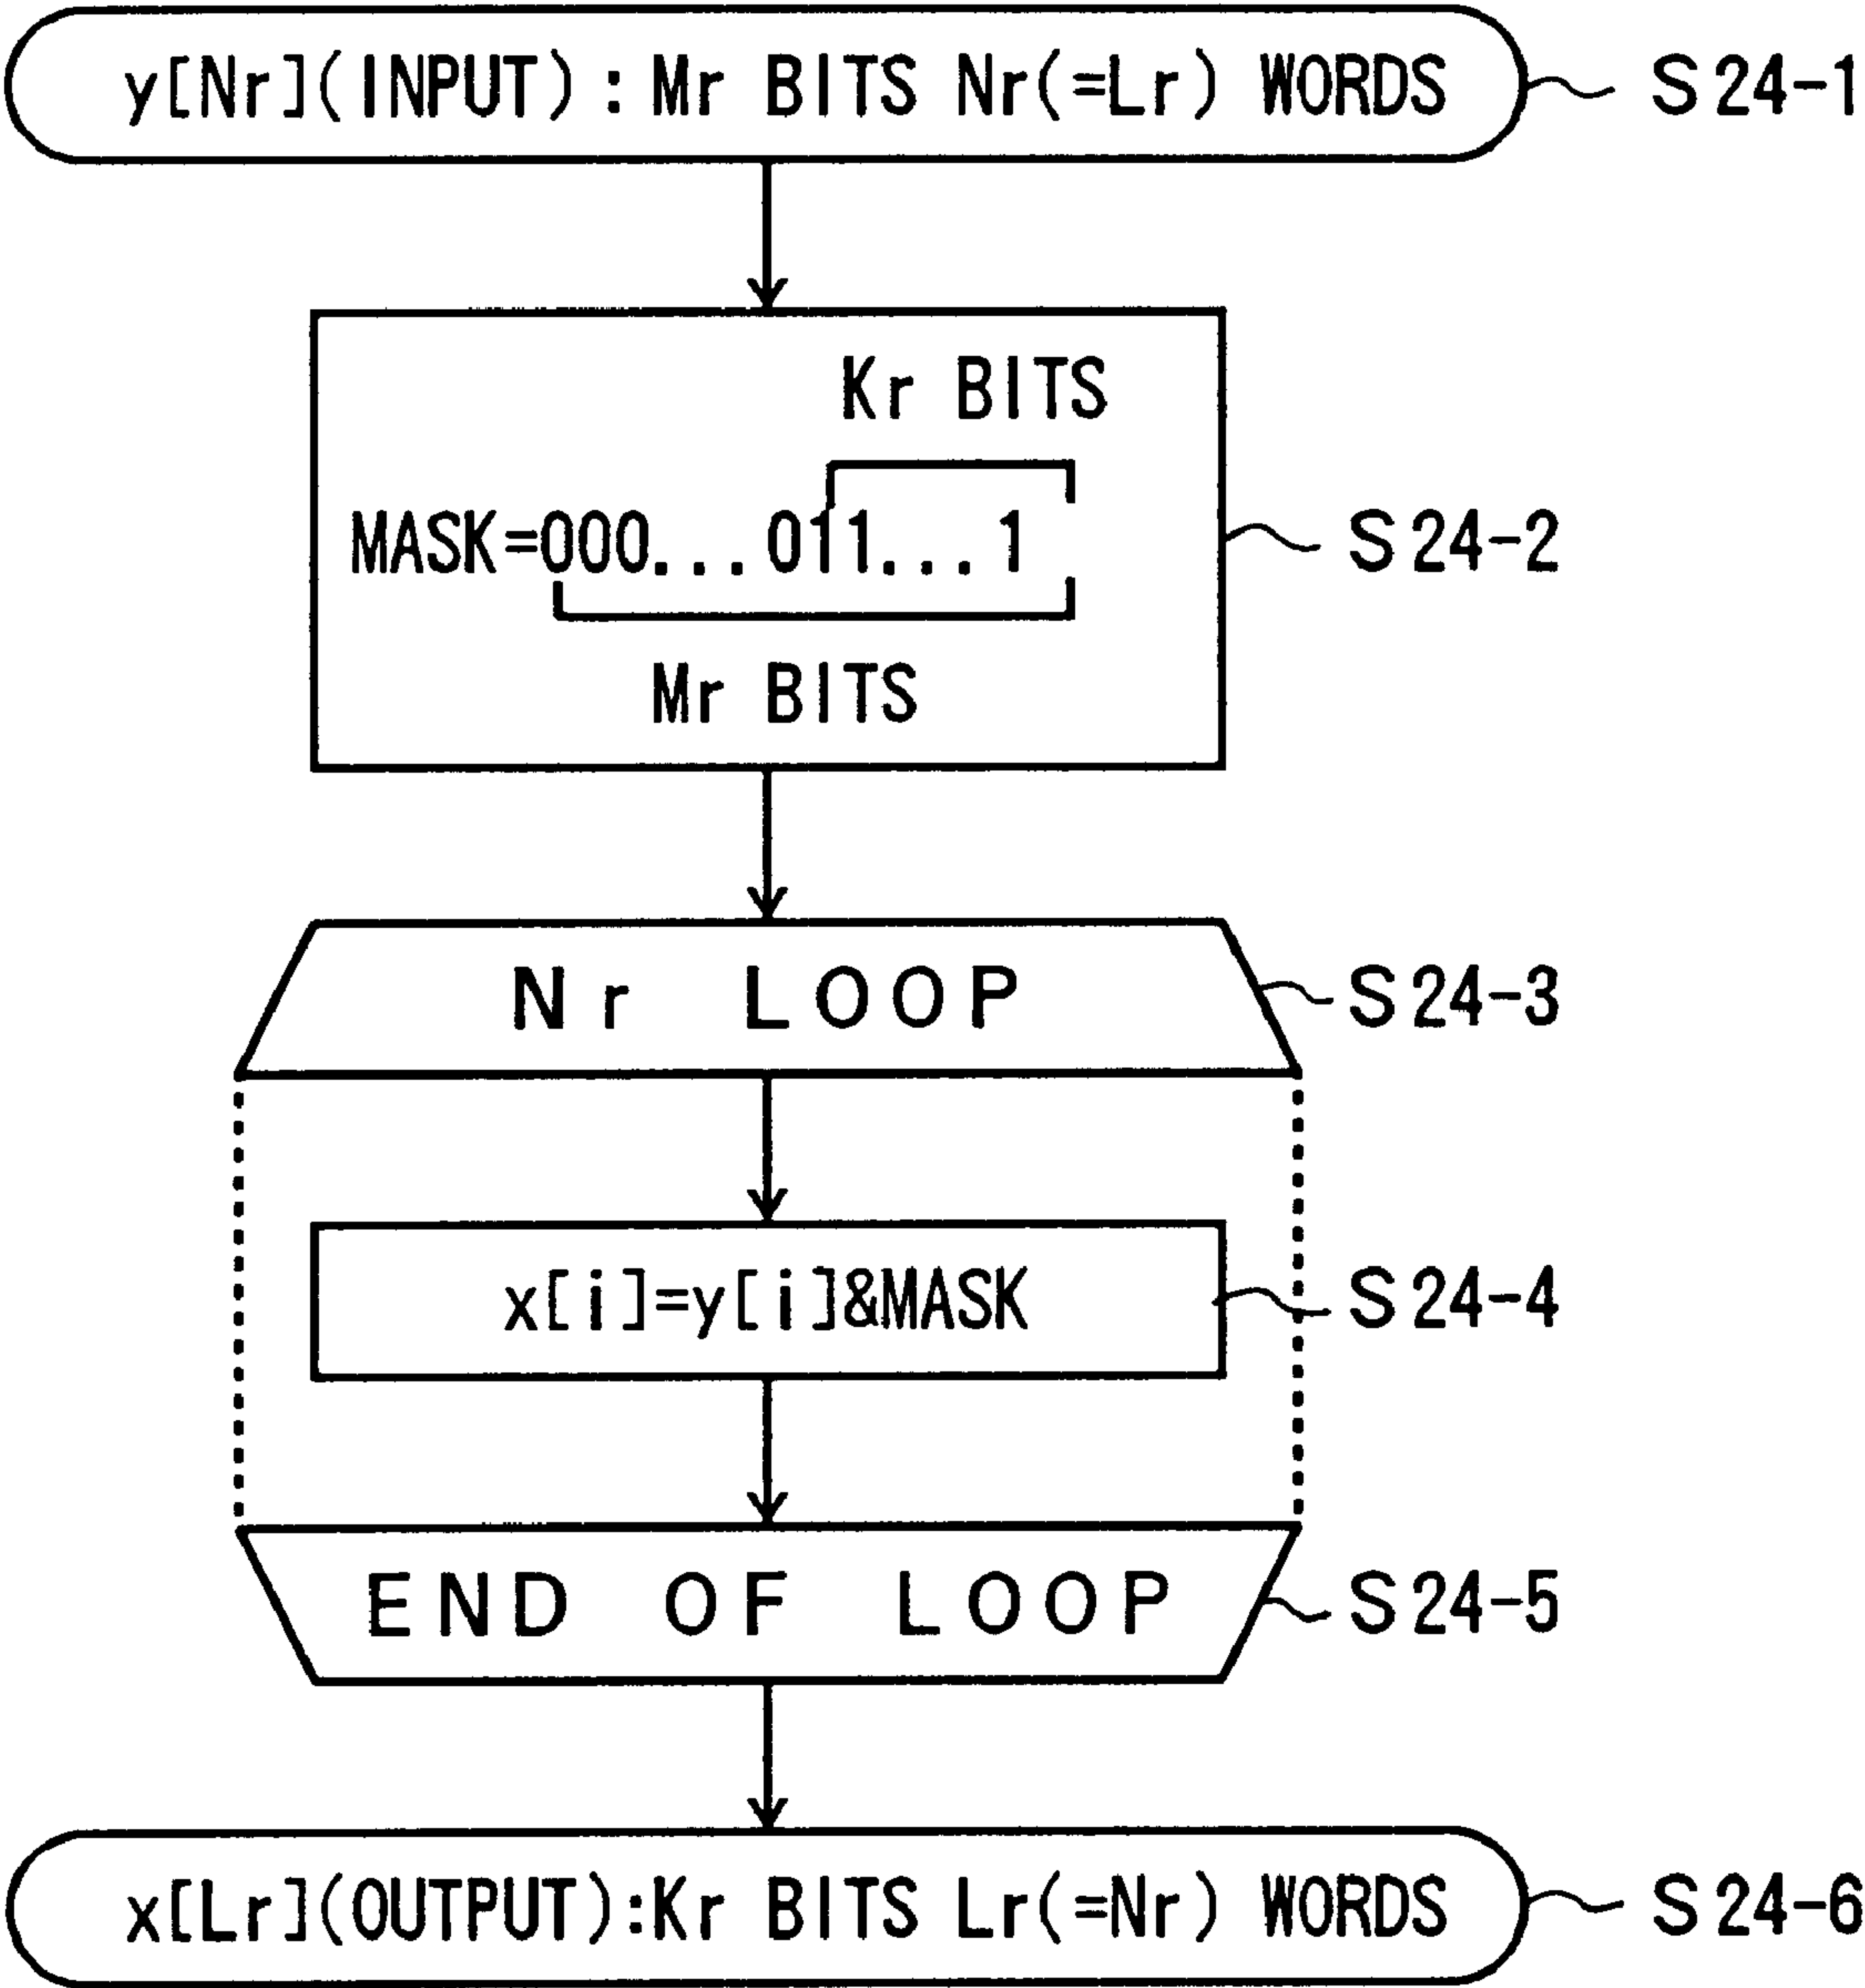 y[Nr](INPUT):Mr BITS Nr(=Lr) WORDS S24-1
Kr BITS
MASK=000...011...1 S24-2
Mr BITS
Nr LOOP S24-3
x[i]=y[i]&MASK S24-4
END OF LOOP S24-5
x[Lr](OUTPUT):Kr BITS Lr(=Nr) WORDS S24-6